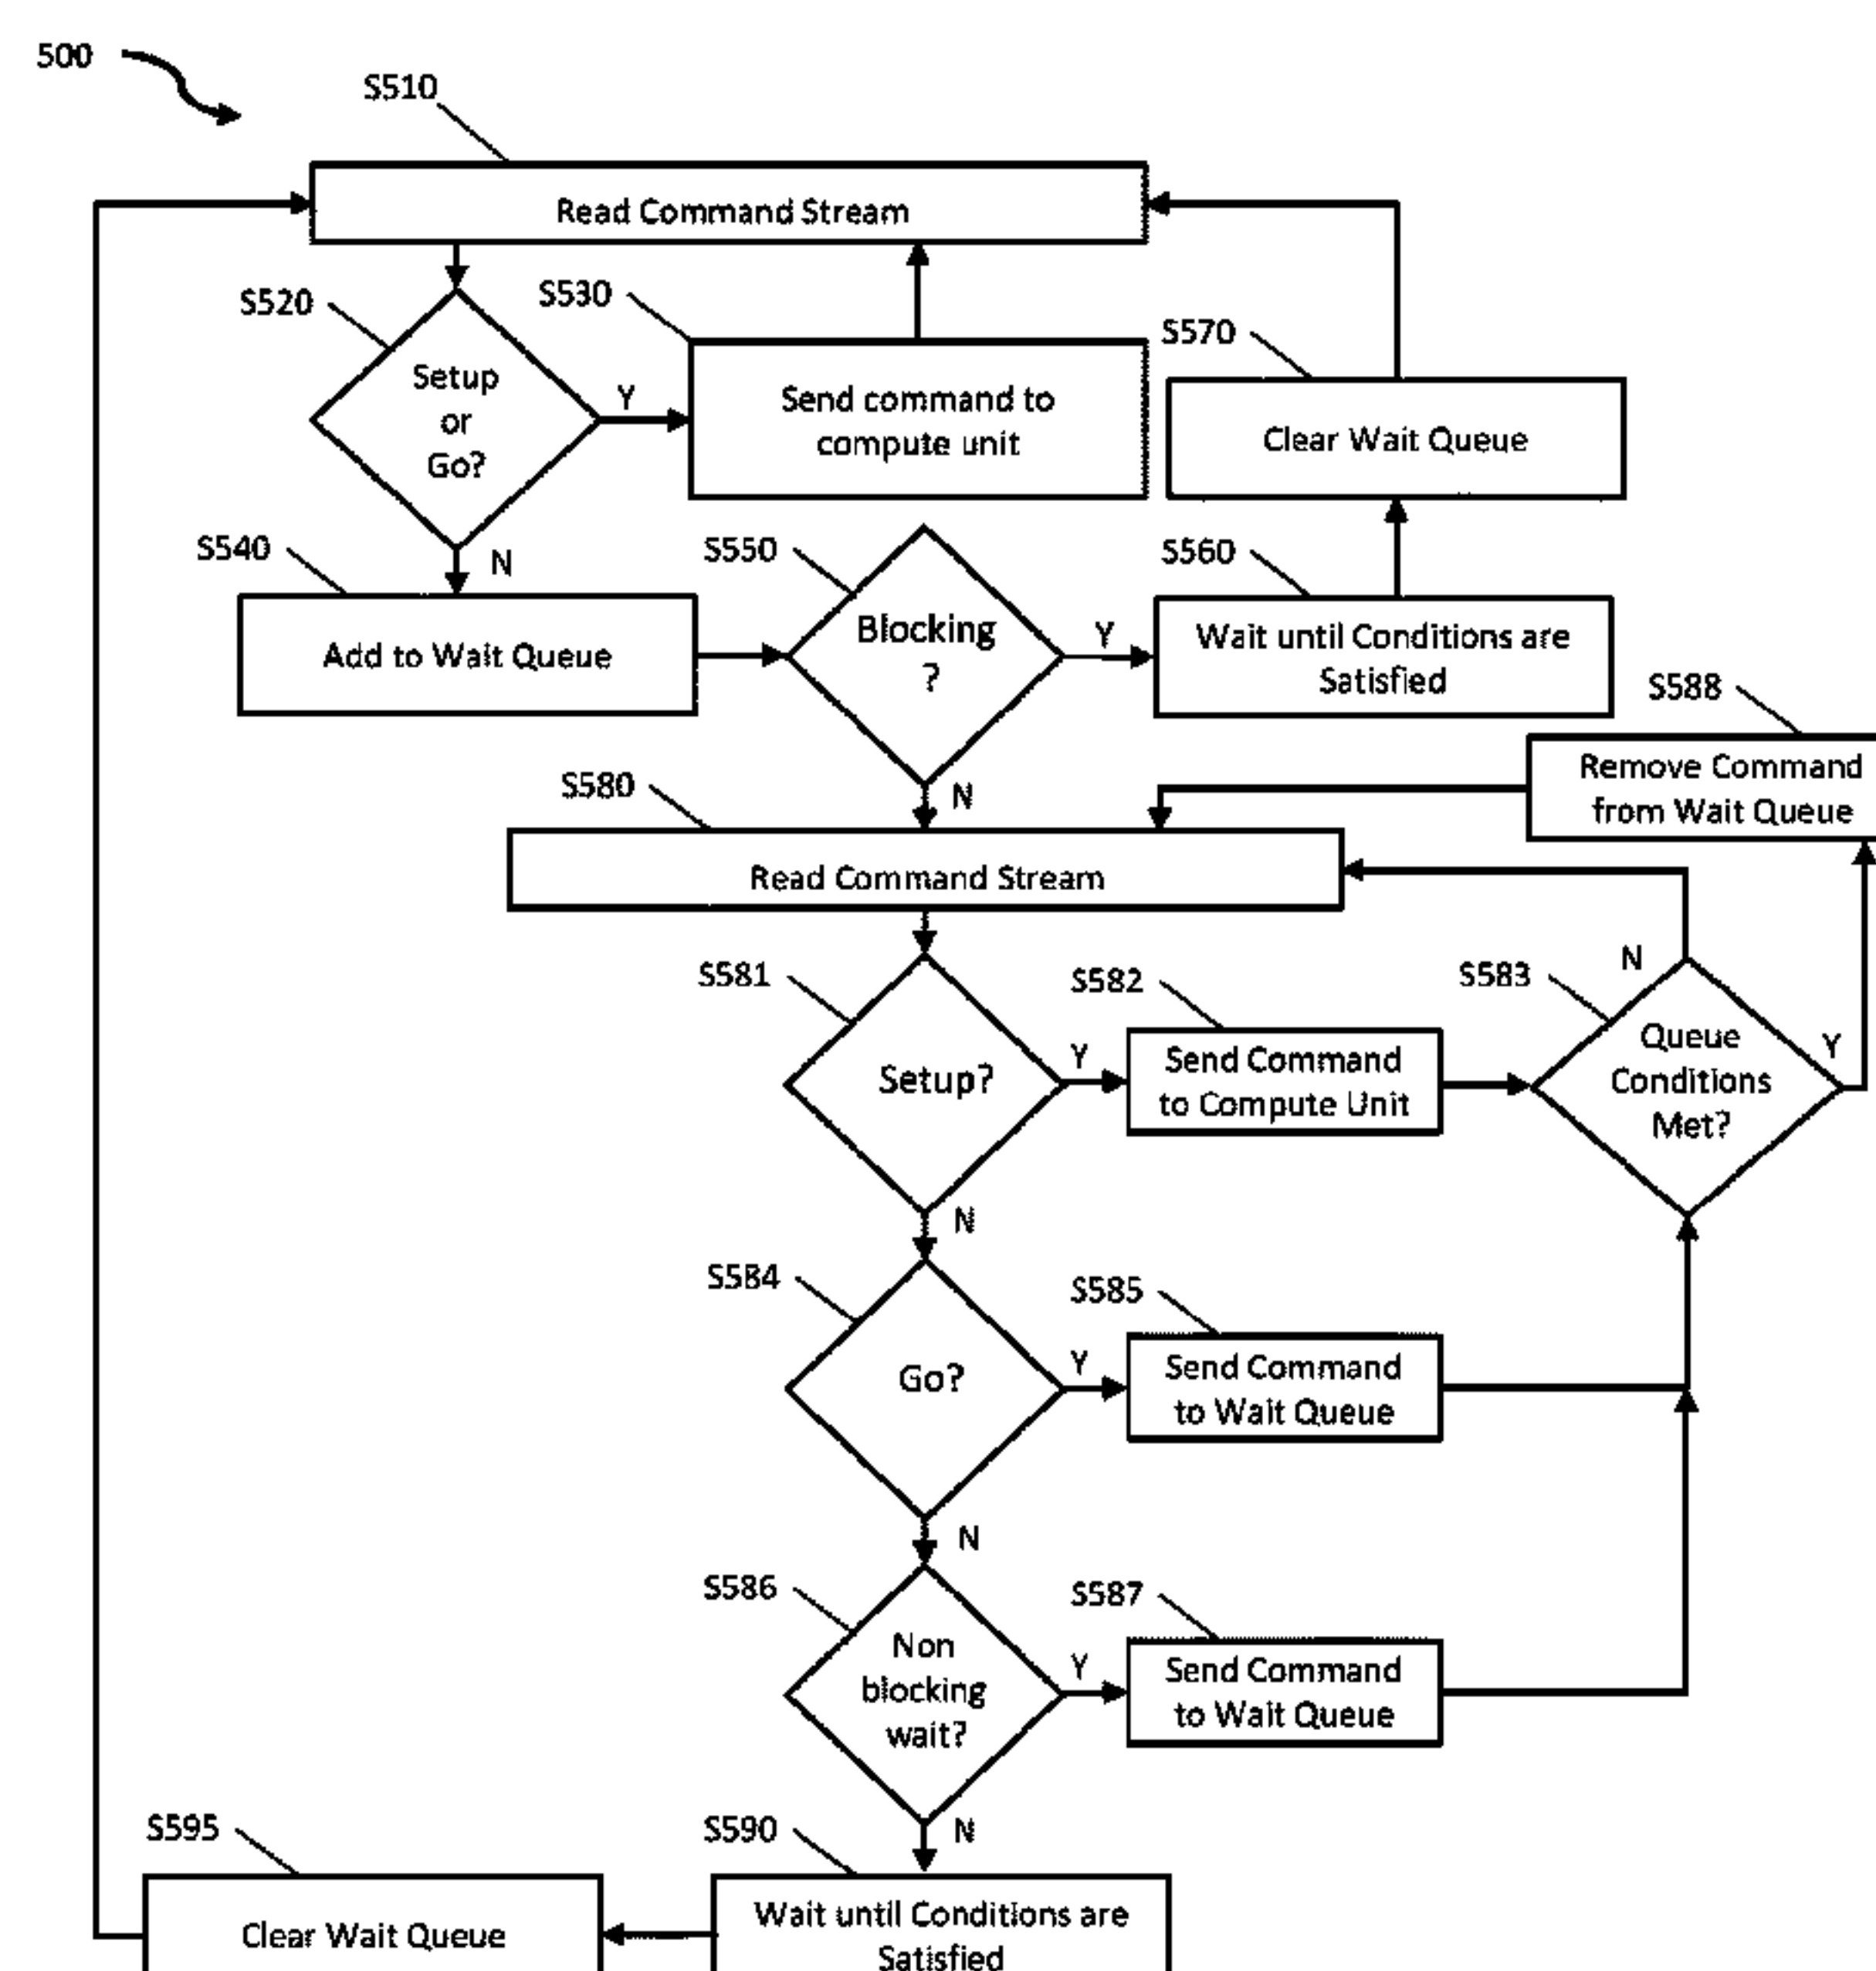 500
S510
Read Command Stream
S520
Setup
or
Go?
Y
N
S530
Send command to
compute unit
S570
Clear Wait Queue
S540
Add to Wait Queue
S550
Blocking
?
Y
N
S560
Wait until Conditions are
Satisfied
S588
Remove Command
from Wait Queue
S580
Read Command Stream
S581
Setup?
Y
N
S582
Send Command
to Compute Unit
S583
Queue
Conditions
Met?
N
Y
S584
Go?
Y
N
S585
Send Command
to Wait Queue
S586
Non
blocking
wait?
Y
N
S587
Send Command
to Wait Queue
S590
Wait until Conditions are
Satisfied
S595
Clear Wait Queue